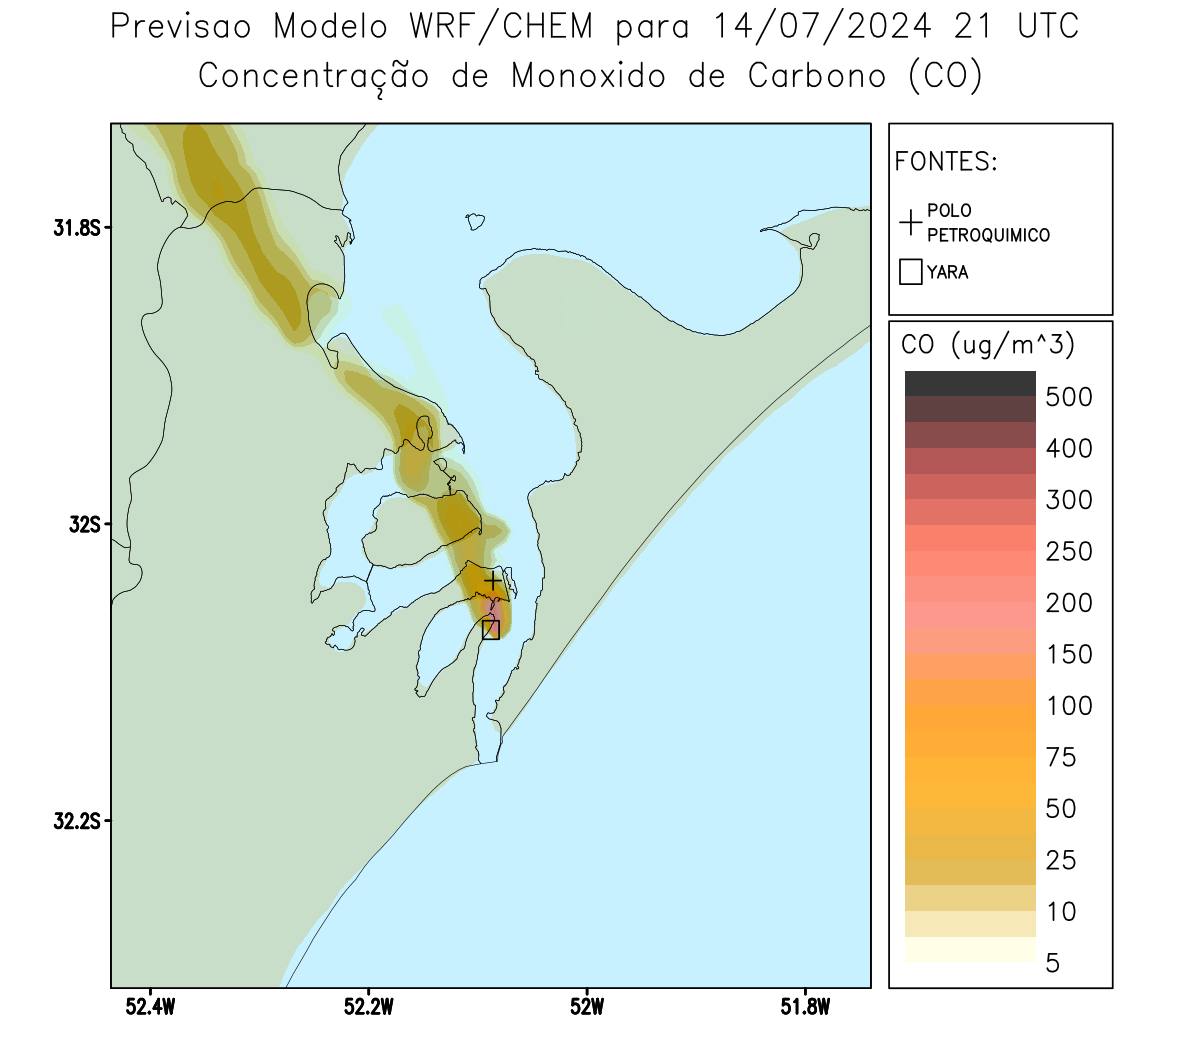 Previsao Modelo WRF/CHEM para 14/07/2024 21 UTC
Concentração de Monoxido de Carbono (CO)
FONTES:
POLO
PETROQUIMICO
YARA
CO (ug/m^3)
500
400
300
250
200
150
100
75
50
25
10
5
31.8S
32S
32.2S
52.4W
52.2W
52W
51.8W